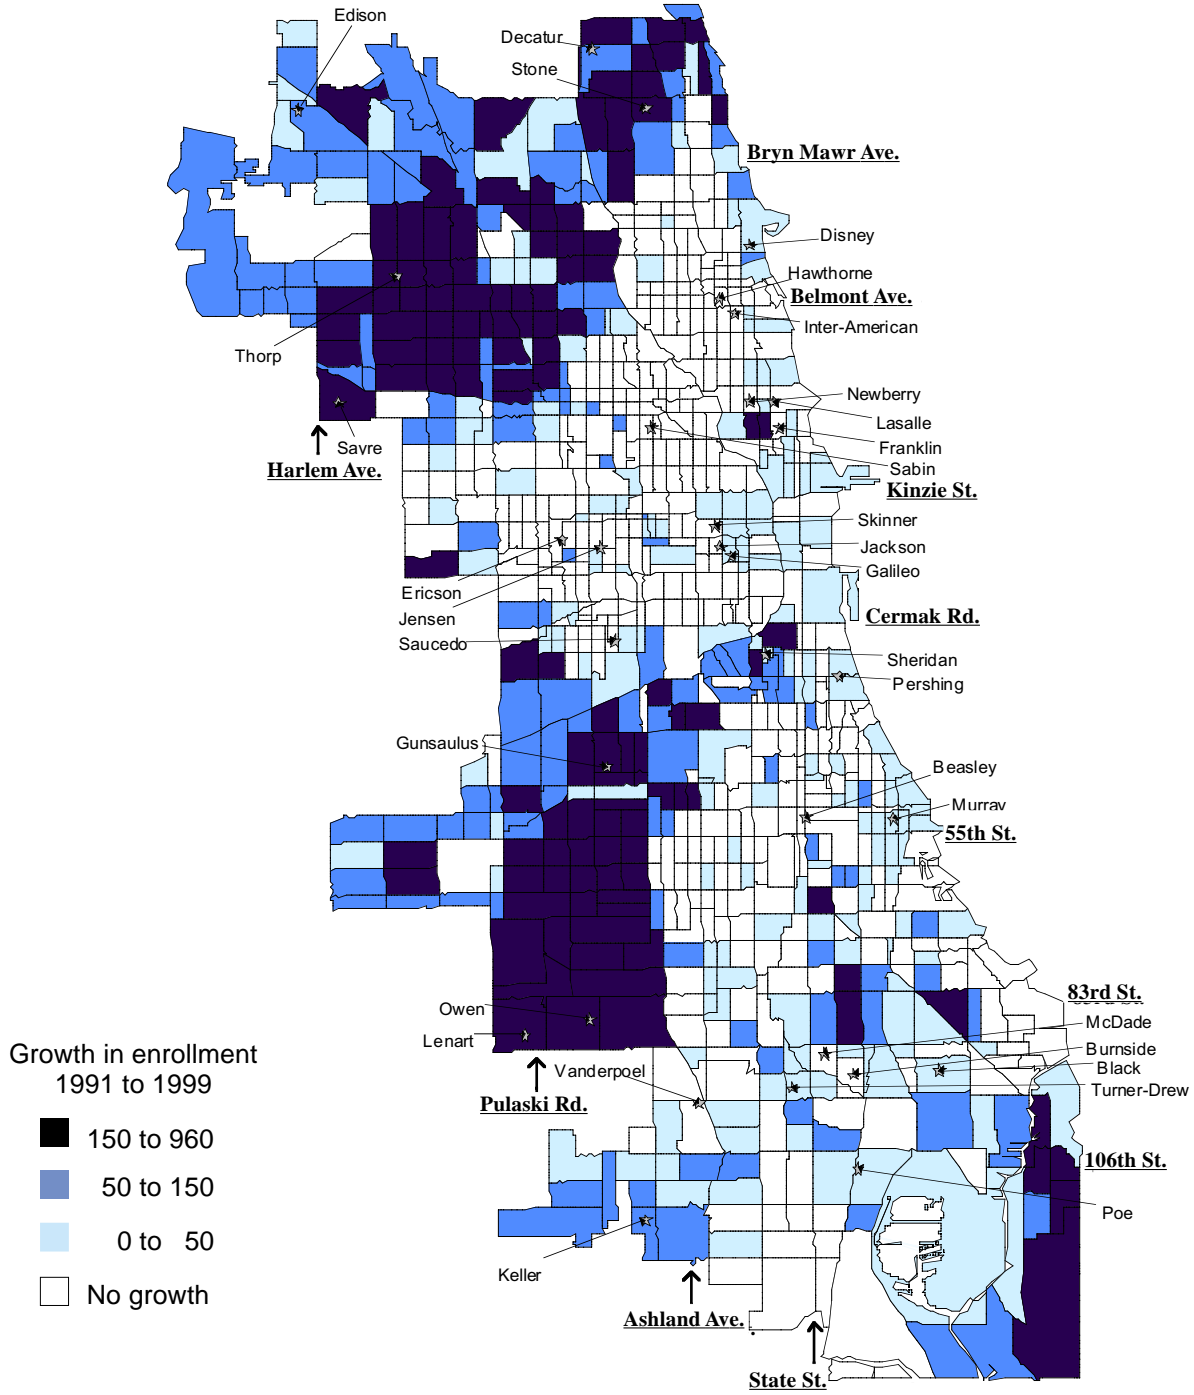 Edison
Decatur
Stone
Bryn Mawr Ave.
Disney
Hawthorne
Belmont Ave.
Inter-American
Thorp
Newberry
Lasalle
Franklin
Sayre
Sabin
Harlem Ave.
Kinzie St.
Skinner
Jackson
Galileo
Ericson
Jensen
Cermak Rd.
Saucedo
Sheridan
Pershing
Gunsaulus
Beasley
Murray
55th St.
83rd St.
Owen
McDade
Lenart
Burnside
Black
Vanderpoel
Turner-Drew
Pulaski Rd.
106th St.
Poe
Keller
Ashland Ave.
State St.
Growth in enrollment
1991 to 1999
150 to 960
50 to 150
0 to 50
No growth